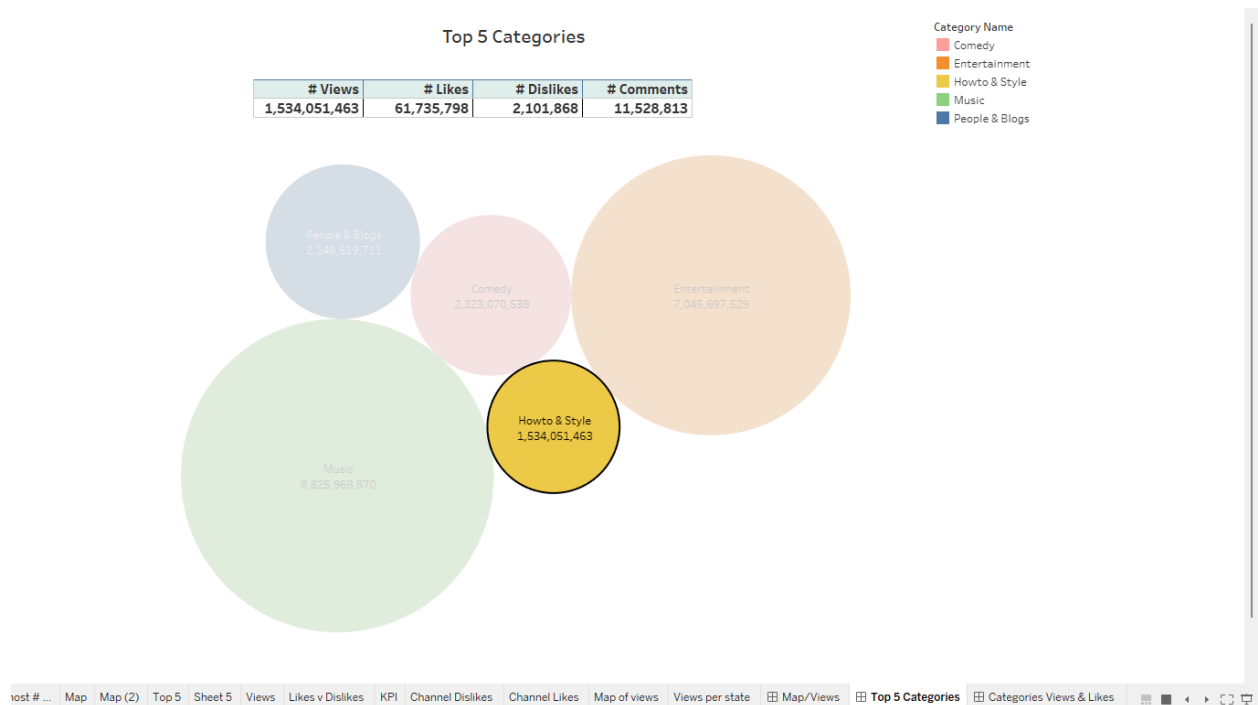 Top 5 Categories
Category Name
Comedy
Entertainment
Howto & Style
Music
People & Blogs
# Views # Likes # Dislikes # Comments
1,534,051,463 61,735,798 2,101,868 11,528,813
People & Blogs
2,148,519,711
Comedy
2,323,070,538
Entertainment
7,045,697,529
Howto & Style
1,534,051,463
Music
8,825,968,870
# ... Map Map (2) Top 5 Sheet 5 Views Likes v Dislikes KPI Channel Dislikes Channel Likes Map of views Views per state Map/Views Top 5 Categories Categories Views & Likes